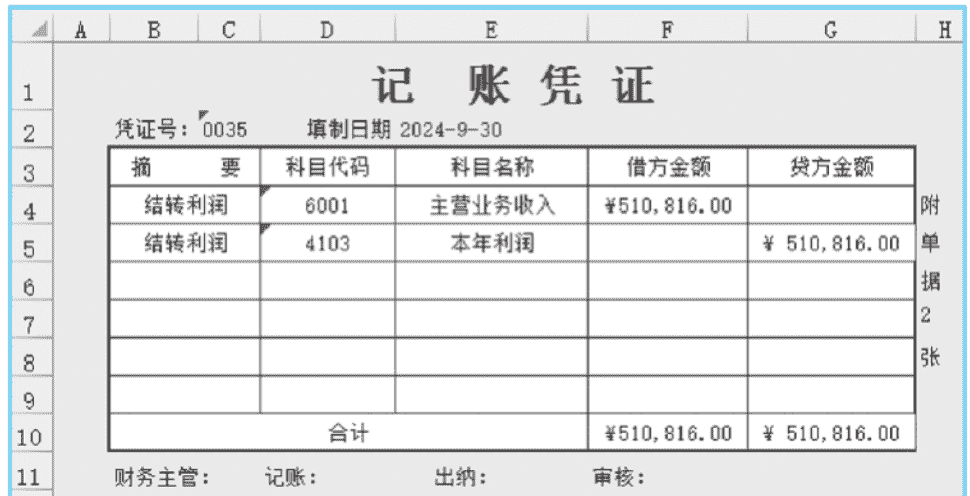 A B C D E F G H
1 记 账 凭 证
2 凭证号: 0035 填制日期 2024-9-30
3 摘 要 科目代码 科目名称 借方金额 贷方金额
4 结转利润 6001 主营业务收入 ¥510,816.00 附
5 结转利润 4103 本年利润 ¥ 510,816.00 单
6 据
7 2
8 张
9
10 合计 ¥510,816.00 ¥ 510,816.00
11 财务主管: 记账: 出纳: 审核: